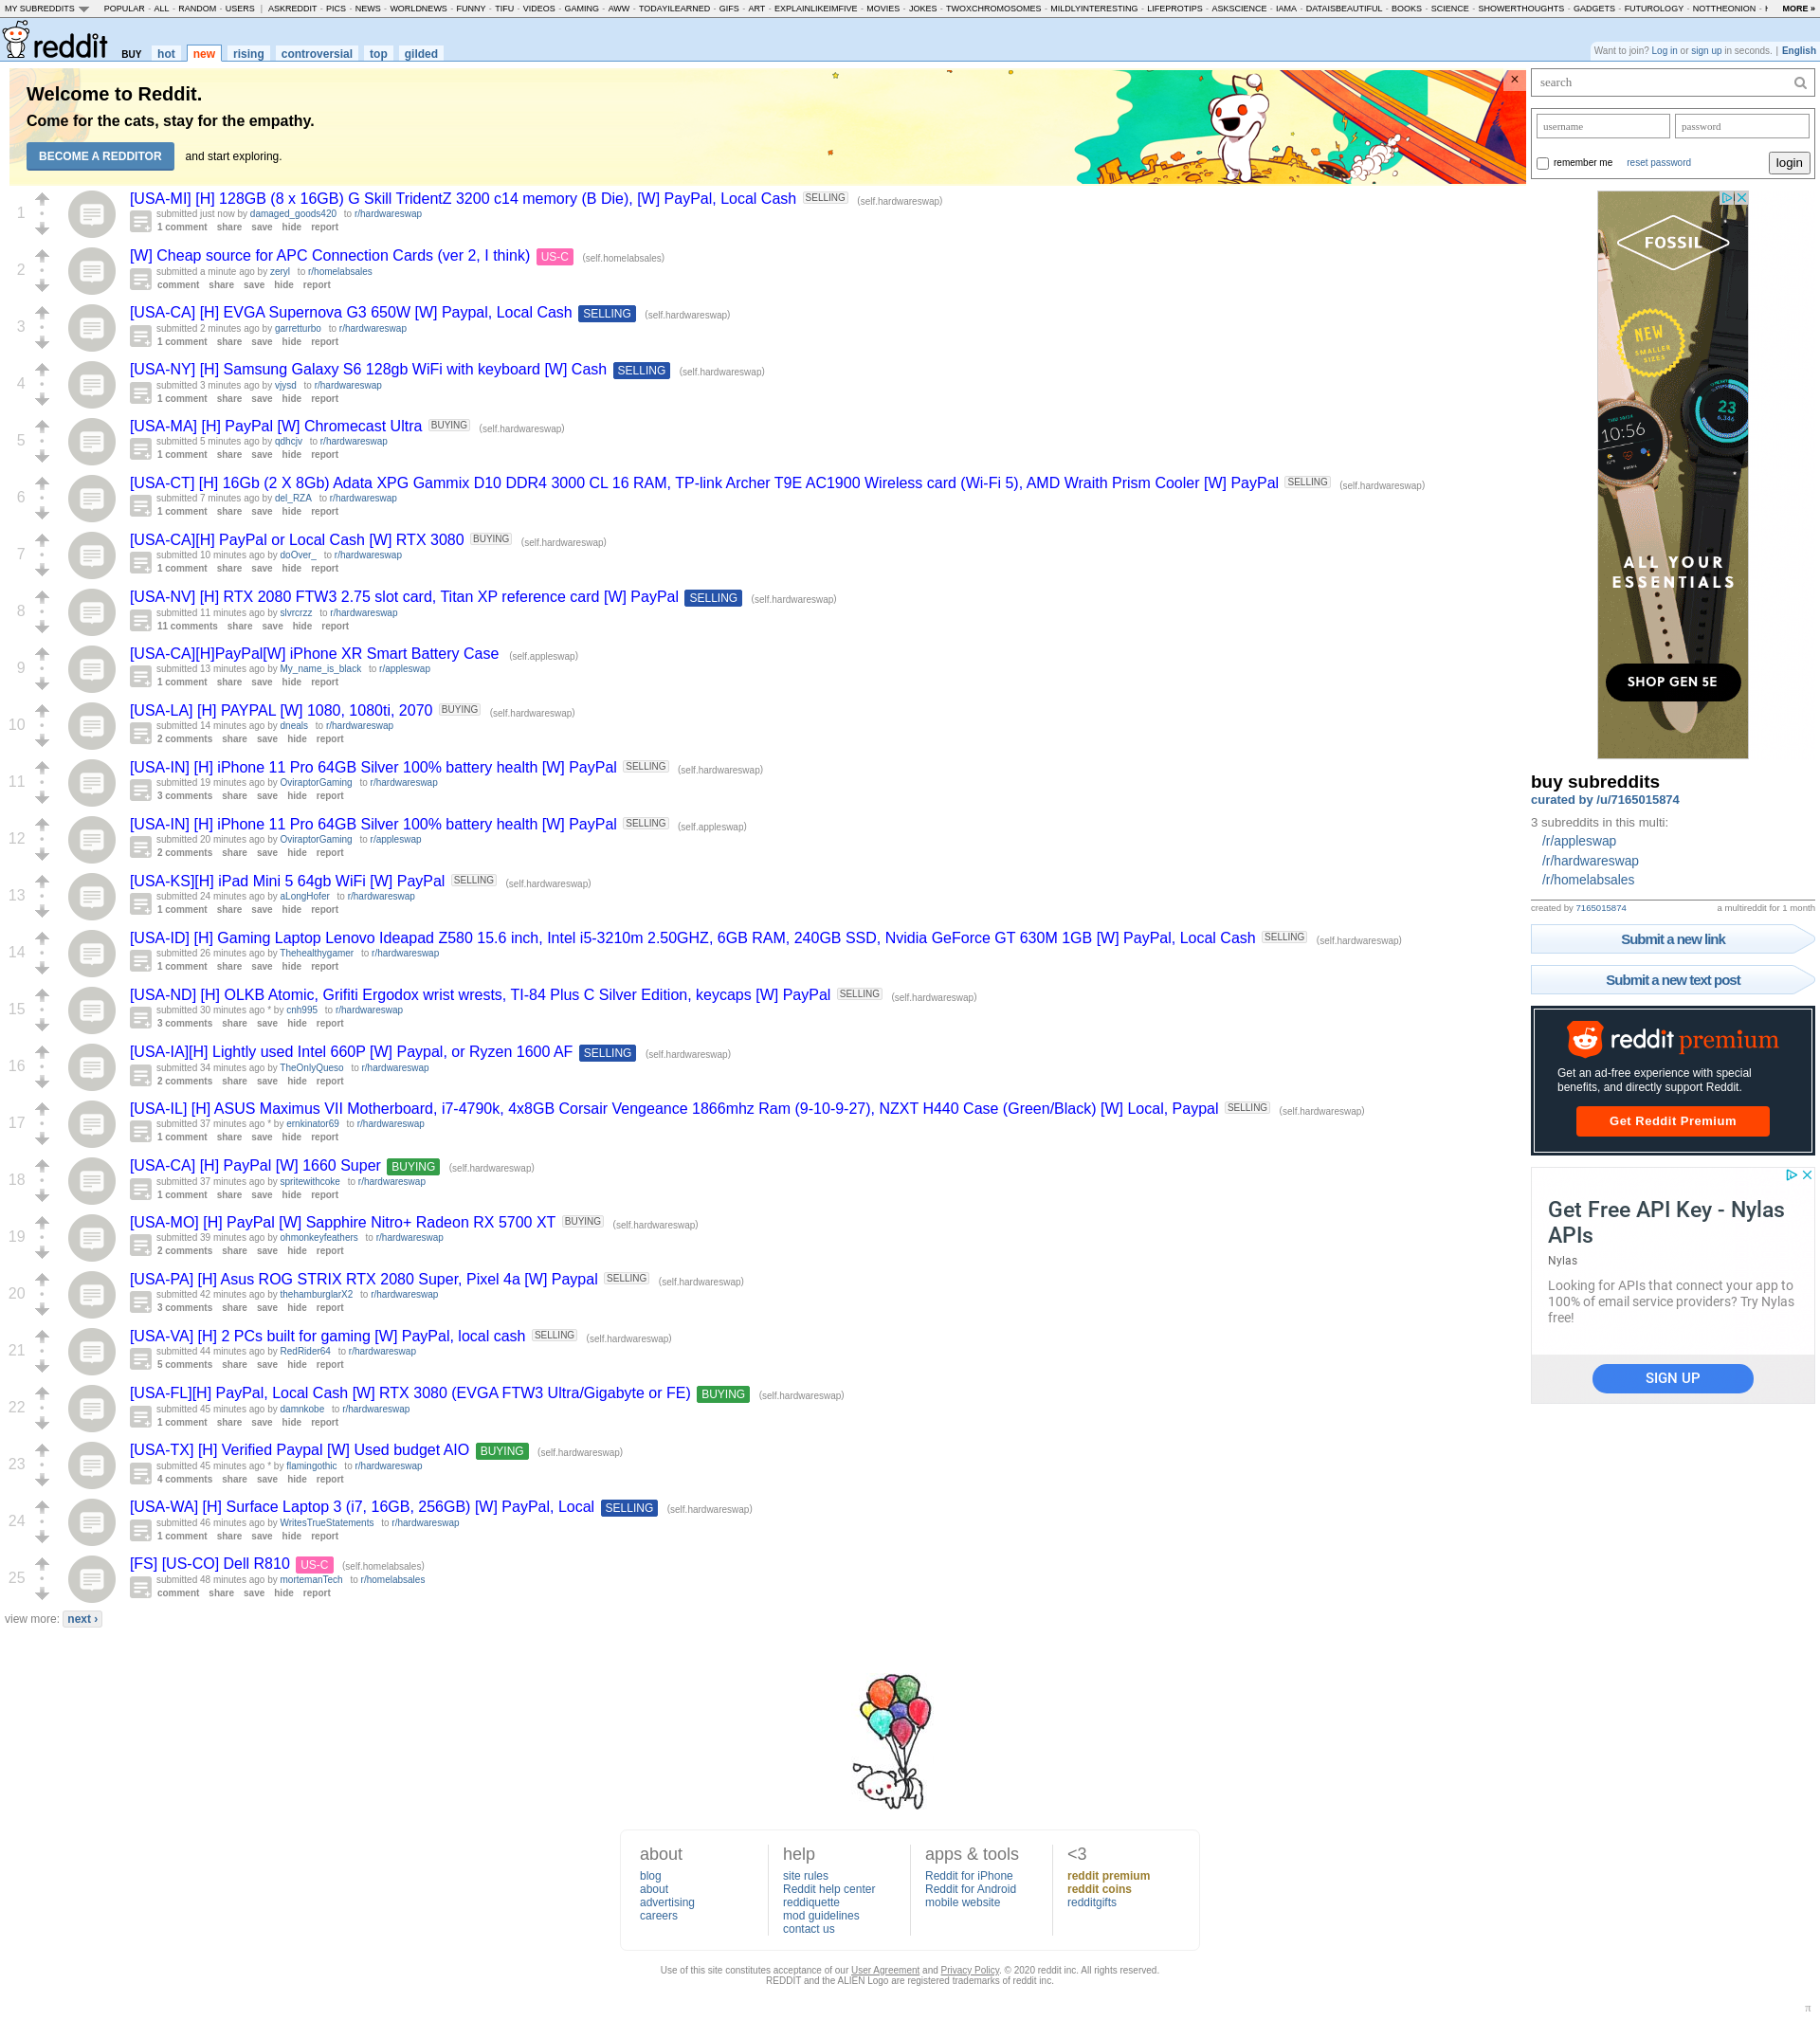 MY SUBREDDITS POPULAR - ALL - RANDOM - USERS | ASKREDDIT - PICS - NEWS - WORLDNEWS - FUNNY - TIFU - VIDEOS - GAMING - AWW - TODAYILEARNED - GIFS - ART - EXPLAINLIKEIMFIVE - MOVIES - JOKES - TWOXCHROMOSOMES - MILDLYINTERESTING - LIFEPROTIPS - ASKSCIENCE - IAMA - DATAISBEAUTIFUL - BOOKS - SCIENCE - SHOWERTHOUGHTS - GADGETS - FUTUROLOGY - NOTTHEONION - MORE »
reddit BUY hot new rising controversial top gilded
Want to join? Log in or sign up in seconds. | English
Welcome to Reddit.
Come for the cats, stay for the empathy.
BECOME A REDDITOR and start exploring.
1
[USA-MI] [H] 128GB (8 x 16GB) G Skill TridentZ 3200 c14 memory (B Die), [W] PayPal, Local Cash SELLING (self.hardwareswap)
submitted just now by damaged_goods420 to r/hardwareswap
1 comment share save hide report
2
[W] Cheap source for APC Connection Cards (ver 2, I think) US-C (self.homelabsales)
submitted a minute ago by zeryl to r/homelabsales
comment share save hide report
3
[USA-CA] [H] EVGA Supernova G3 650W [W] Paypal, Local Cash SELLING (self.hardwareswap)
submitted 2 minutes ago by garretturbo to r/hardwareswap
1 comment share save hide report
4
[USA-NY] [H] Samsung Galaxy S6 128gb WiFi with keyboard [W] Cash SELLING (self.hardwareswap)
submitted 3 minutes ago by vjysd to r/hardwareswap
1 comment share save hide report
5
[USA-MA] [H] PayPal [W] Chromecast Ultra BUYING (self.hardwareswap)
submitted 5 minutes ago by qdhcjv to r/hardwareswap
1 comment share save hide report
6
[USA-CT] [H] 16Gb (2 X 8Gb) Adata XPG Gammix D10 DDR4 3000 CL 16 RAM, TP-link Archer T9E AC1900 Wireless card (Wi-Fi 5), AMD Wraith Prism Cooler [W] PayPal SELLING (self.hardwareswap)
submitted 7 minutes ago by del_RZA to r/hardwareswap
1 comment share save hide report
7
[USA-CA][H] PayPal or Local Cash [W] RTX 3080 BUYING (self.hardwareswap)
submitted 10 minutes ago by doOver_ to r/hardwareswap
1 comment share save hide report
8
[USA-NV] [H] RTX 2080 FTW3 2.75 slot card, Titan XP reference card [W] PayPal SELLING (self.hardwareswap)
submitted 11 minutes ago by slvrcrzz to r/hardwareswap
11 comments share save hide report
9
[USA-CA][H]PayPal[W] iPhone XR Smart Battery Case (self.appleswap)
submitted 13 minutes ago by My_name_is_black to r/appleswap
1 comment share save hide report
10
[USA-LA] [H] PAYPAL [W] 1080, 1080ti, 2070 BUYING (self.hardwareswap)
submitted 14 minutes ago by dneals to r/hardwareswap
2 comments share save hide report
11
[USA-IN] [H] iPhone 11 Pro 64GB Silver 100% battery health [W] PayPal SELLING (self.hardwareswap)
submitted 19 minutes ago by OviraptorGaming to r/hardwareswap
3 comments share save hide report
12
[USA-IN] [H] iPhone 11 Pro 64GB Silver 100% battery health [W] PayPal SELLING (self.appleswap)
submitted 20 minutes ago by OviraptorGaming to r/appleswap
2 comments share save hide report
13
[USA-KS][H] iPad Mini 5 64gb WiFi [W] PayPal SELLING (self.hardwareswap)
submitted 24 minutes ago by aLongHofer to r/hardwareswap
1 comment share save hide report
14
[USA-ID] [H] Gaming Laptop Lenovo Ideapad Z580 15.6 inch, Intel i5-3210m 2.50GHZ, 6GB RAM, 240GB SSD, Nvidia GeForce GT 630M 1GB [W] PayPal, Local Cash SELLING (self.hardwareswap)
submitted 26 minutes ago by Thehealthygamer to r/hardwareswap
1 comment share save hide report
15
[USA-ND] [H] OLKB Atomic, Grifiti Ergodox wrist wrests, TI-84 Plus C Silver Edition, keycaps [W] PayPal SELLING (self.hardwareswap)
submitted 30 minutes ago * by cnh995 to r/hardwareswap
3 comments share save hide report
16
[USA-IA][H] Lightly used Intel 660P [W] Paypal, or Ryzen 1600 AF SELLING (self.hardwareswap)
submitted 34 minutes ago by TheOnlyQueso to r/hardwareswap
2 comments share save hide report
17
[USA-IL] [H] ASUS Maximus VII Motherboard, i7-4790k, 4x8GB Corsair Vengeance 1866mhz Ram (9-10-9-27), NZXT H440 Case (Green/Black) [W] Local, Paypal SELLING (self.hardwareswap)
submitted 37 minutes ago * by ernkinator69 to r/hardwareswap
1 comment share save hide report
18
[USA-CA] [H] PayPal [W] 1660 Super BUYING (self.hardwareswap)
submitted 37 minutes ago by spritewithcoke to r/hardwareswap
1 comment share save hide report
19
[USA-MO] [H] PayPal [W] Sapphire Nitro+ Radeon RX 5700 XT BUYING (self.hardwareswap)
submitted 39 minutes ago by ohmonkeyfeathers to r/hardwareswap
2 comments share save hide report
20
[USA-PA] [H] Asus ROG STRIX RTX 2080 Super, Pixel 4a [W] Paypal SELLING (self.hardwareswap)
submitted 42 minutes ago by thehamburglarX2 to r/hardwareswap
3 comments share save hide report
21
[USA-VA] [H] 2 PCs built for gaming [W] PayPal, local cash SELLING (self.hardwareswap)
submitted 44 minutes ago by RedRider64 to r/hardwareswap
5 comments share save hide report
22
[USA-FL][H] PayPal, Local Cash [W] RTX 3080 (EVGA FTW3 Ultra/Gigabyte or FE) BUYING (self.hardwareswap)
submitted 45 minutes ago by damnkobe to r/hardwareswap
1 comment share save hide report
23
[USA-TX] [H] Verified Paypal [W] Used budget AIO BUYING (self.hardwareswap)
submitted 45 minutes ago * by flamingothic to r/hardwareswap
4 comments share save hide report
24
[USA-WA] [H] Surface Laptop 3 (i7, 16GB, 256GB) [W] PayPal, Local SELLING (self.hardwareswap)
submitted 46 minutes ago by WritesTrueStatements to r/hardwareswap
1 comment share save hide report
25
[FS] [US-CO] Dell R810 US-C (self.homelabsales)
submitted 48 minutes ago by mortemanTech to r/homelabsales
comment share save hide report
view more: next ›
search
username password
remember me reset password login
FOSSIL
NEW
SMALLER
SIZES
10:56
23
6,346
ALL YOUR
ESSENTIALS
SHOP GEN 5E
buy subreddits
curated by /u/7165015874
3 subreddits in this multi:
/r/appleswap
/r/hardwareswap
/r/homelabsales
created by 7165015874 a multireddit for 1 month
Submit a new link
Submit a new text post
reddit premium
Get an ad-free experience with special
benefits, and directly support Reddit.
Get Reddit Premium
Get Free API Key - Nylas
APIs
Nylas
Looking for APIs that connect your app to
100% of email service providers? Try Nylas
free!
SIGN UP
about
blog
about
advertising
careers
help
site rules
Reddit help center
reddiquette
mod guidelines
contact us
apps & tools
Reddit for iPhone
Reddit for Android
mobile website
<3
reddit premium
reddit coins
redditgifts
Use of this site constitutes acceptance of our User Agreement and Privacy Policy. © 2020 reddit inc. All rights reserved.
REDDIT and the ALIEN Logo are registered trademarks of reddit inc.
π